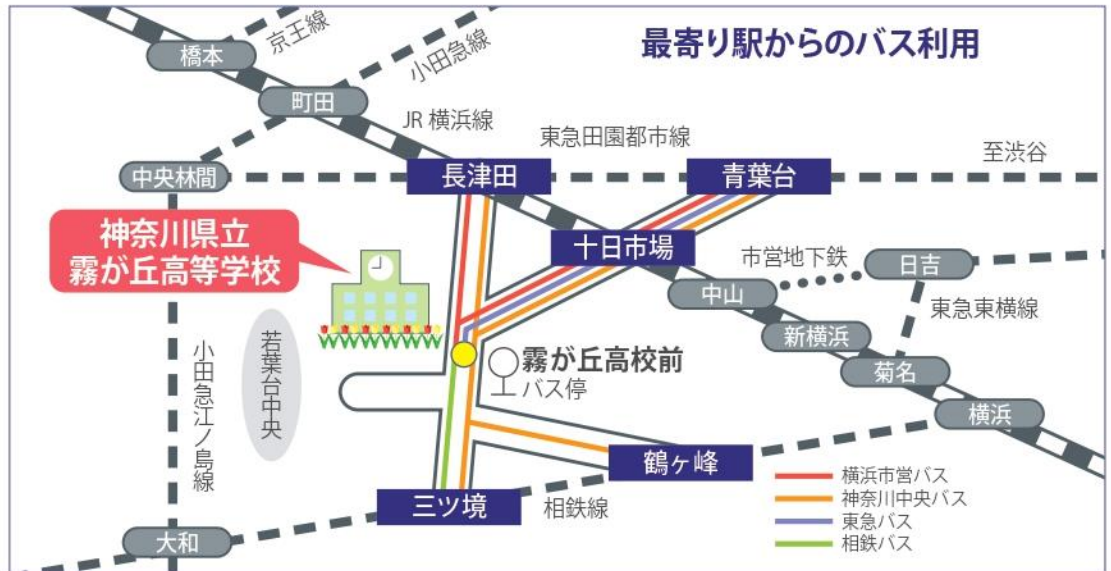 最寄り駅からのバス利用
京王線
橋本
小田急線
町田
JR 横浜線
東急田園都市線
至渋谷
中央林間
長津田
青葉台
神奈川県立
霧が丘高等学校
十日市場
市営地下鉄
日吉
中山
東急東横線
新横浜
若葉台中央
小田急江ノ島線
霧が丘高校前
バス停
菊名
横浜
鶴ヶ峰
三ツ境
相鉄線
大和
横浜市営バス
神奈川中央バス
東急バス
相鉄バス